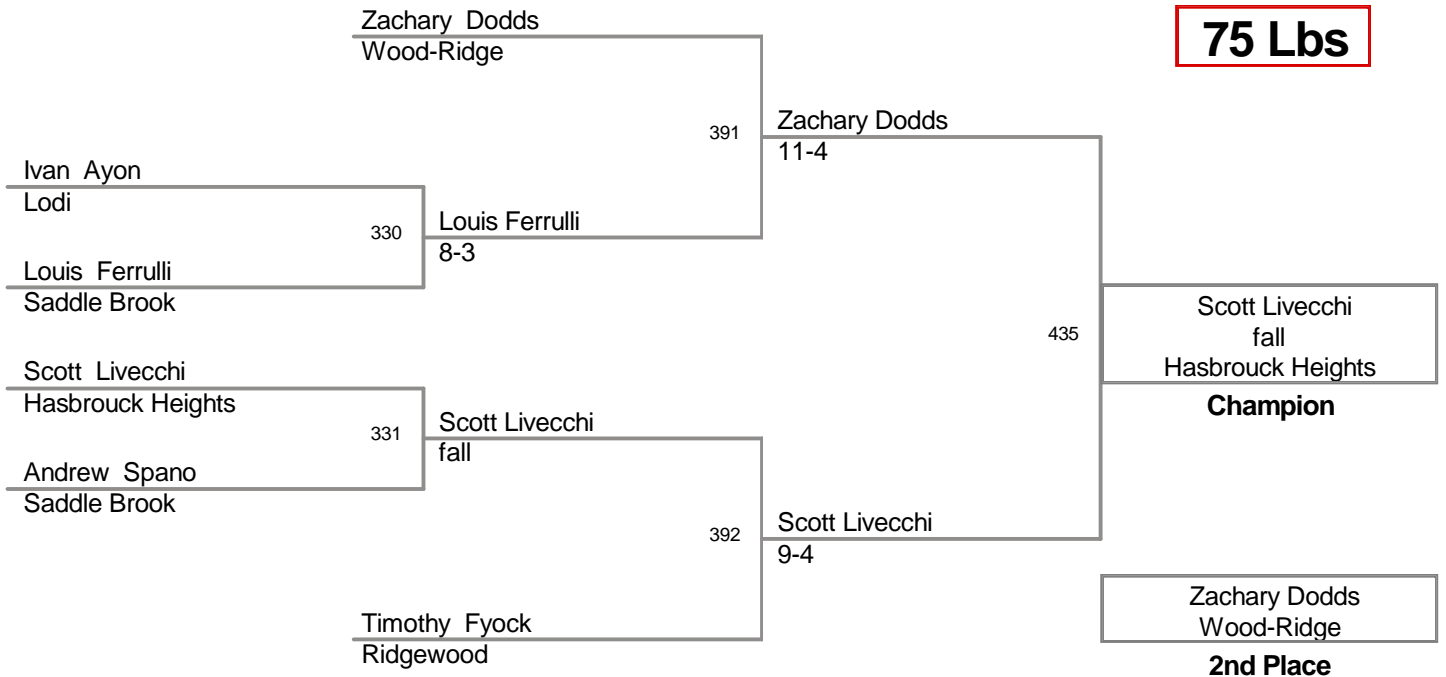 Zachary Dodds
Wood-Ridge
75 Lbs
391
Zachary Dodds
11-4
Ivan Ayon
Lodi
330
Louis Ferrulli
8-3
Louis Ferrulli
Saddle Brook
435
Scott Livecchi
fall
Hasbrouck Heights
Champion
Scott Livecchi
Hasbrouck Heights
331
Scott Livecchi
fall
Andrew Spano
Saddle Brook
392
Scott Livecchi
9-4
Timothy Fyock
Ridgewood
Zachary Dodds
Wood-Ridge
2nd Place